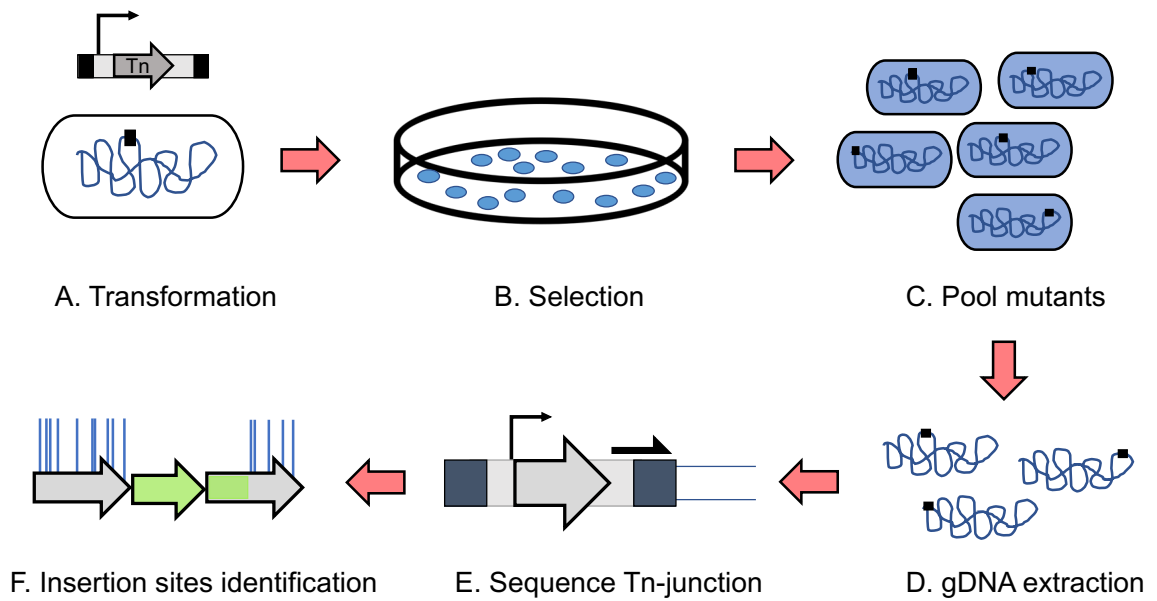 Tn
A. Transformation
B. Selection
C. Pool mutants
F. Insertion sites identification
E. Sequence Tn-junction
D. gDNA extraction